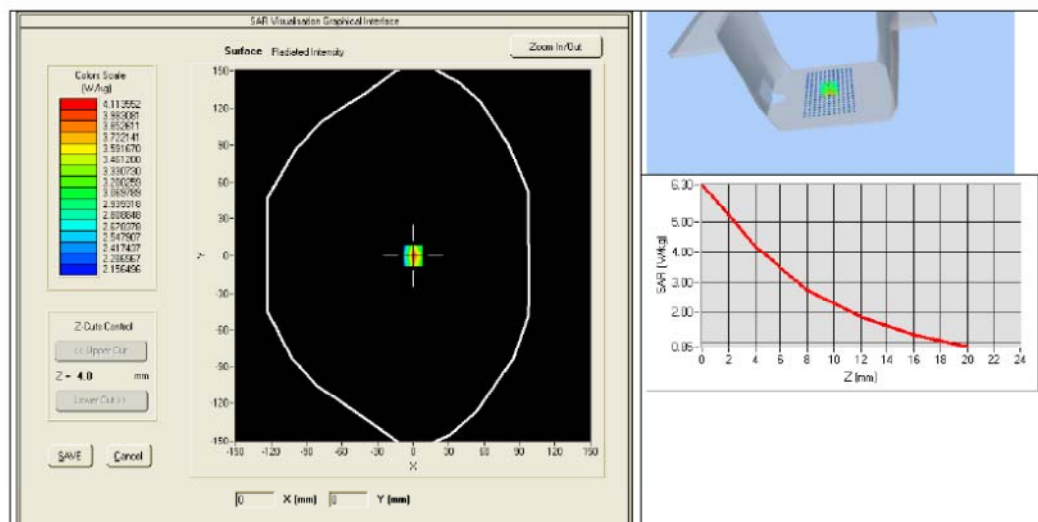 SAR Visualisation Graphical Interface
Surface Radiated Intensity
Zoom In/Out
Colors Scale
(W/kg)
4.113552
3.983081
3.852611
3.722141
3.591670
3.461200
3.330730
3.200259
3.069789
2.939318
2.808848
2.678378
2.547907
2.417437
2.286967
2.156496
Z-Cuts Control
<< Upper Cut
Z = 4.0 mm
Lower Cut >>
SAVE Cancel
Y
150
120
90
60
30
0
-30
-60
-90
-120
-150
-150 -120 -90 -60 -30 0 30 60 90 120 150
X
0 X (mm) 0 Y (mm)
SAR (W/kg)
6.30
5.00
4.00
3.00
2.00
0.85
0 2 4 6 8 10 12 14 16 18 20 22 24
Z (mm)